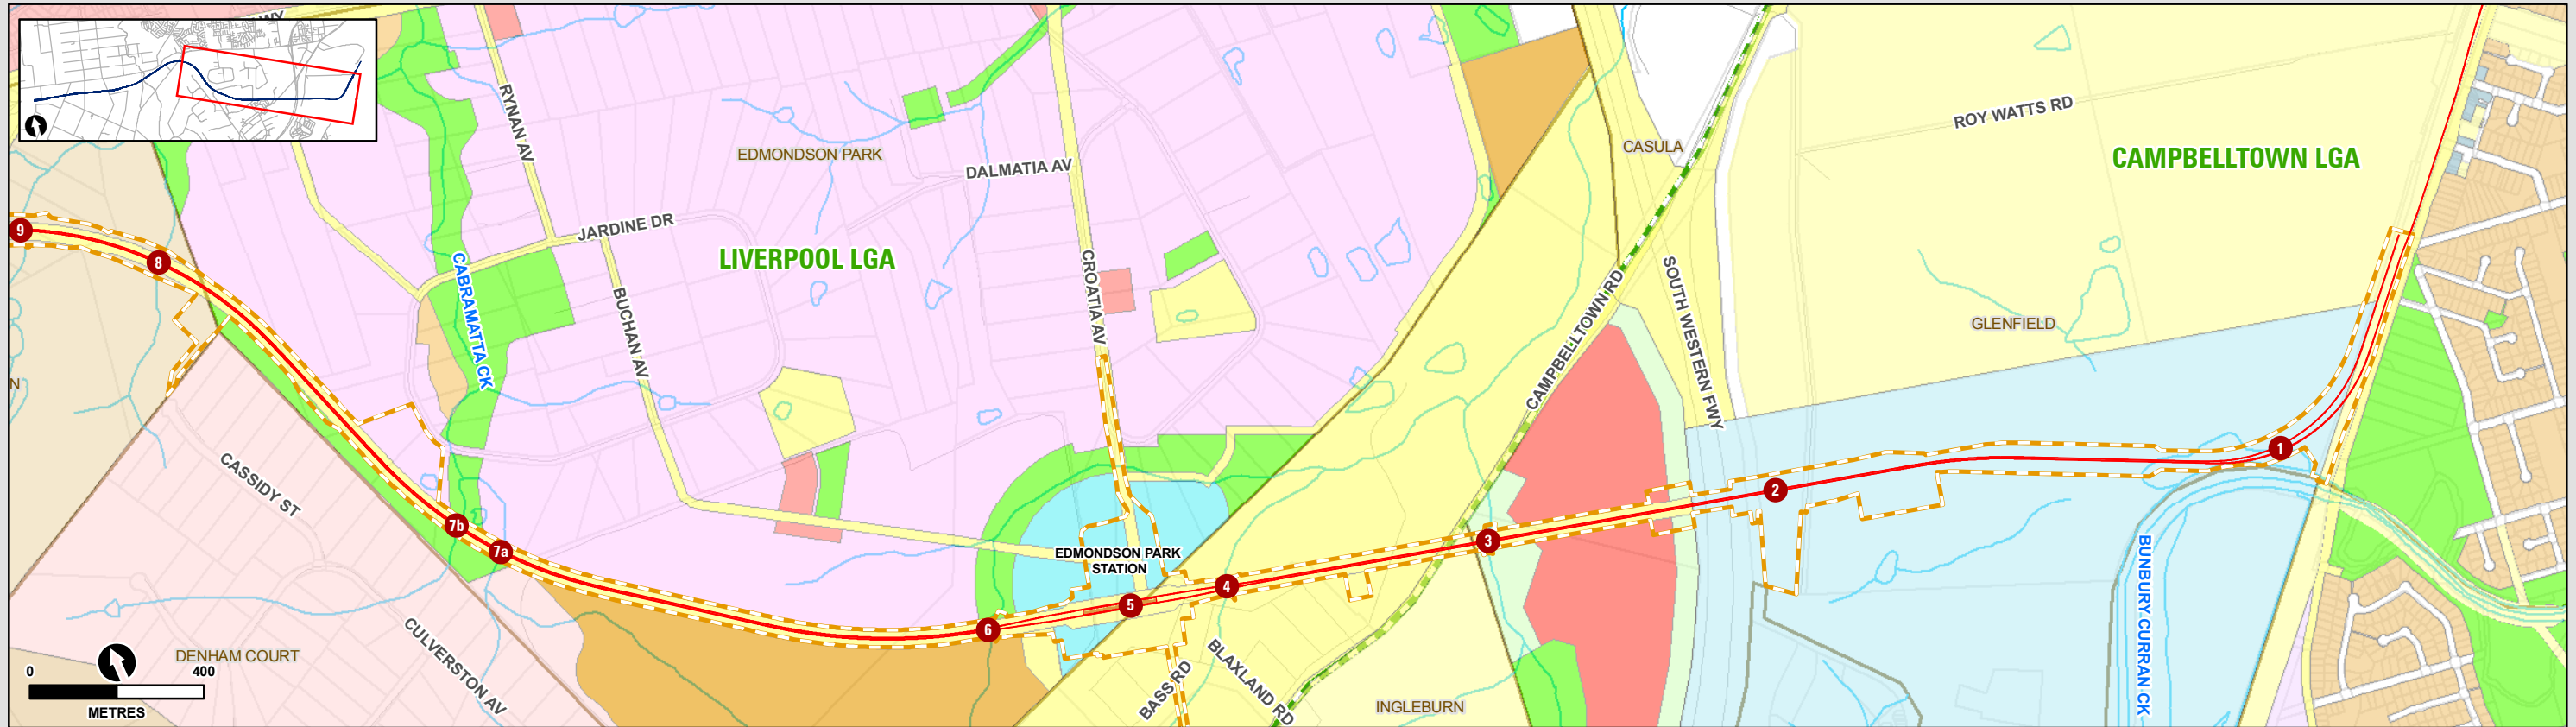 WY
RYNAN AV
EDMONDSON PARK
DALMATIA AV
CASULA
ROY WATTS RD
CAMPBELLTOWN LGA
9
8
JARDINE DR
LIVERPOOL LGA
CABRAMATTA CK
BUCHAN AV
CROATIA AV
CAMPBELLTOWN RD
SOUTH WESTERN FWY
GLENFIELD
N
CASSIDY ST
1
2
7b
7a
3
EDMONDSON PARK
STATION
4
5
6
BUNBURY CURRAN CK
DENHAM COURT
CULVERSTON AV
BASS RD
BLAXLAND RD
INGLEBURN
0 400
METRES